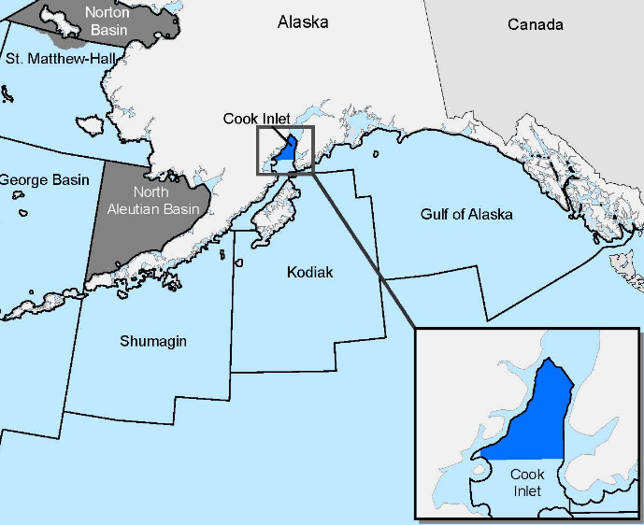 Norton
Basin
Alaska
Canada
St. Matthew-Hall
Cook Inlet
George Basin
North
Aleutian Basin
Gulf of Alaska
Kodiak
Shumagin
Cook
Inlet